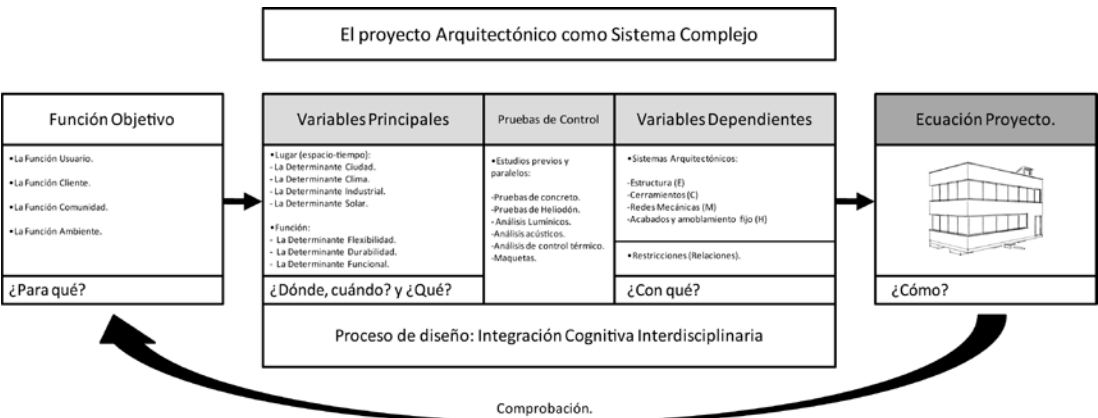 El proyecto Arquitectónico como Sistema Complejo
Función Objetivo
•La Función Usuario.
•La Función Cliente.
•La Función Comunidad.
•La Función Ambiente.
¿Para qué?
Variables Principales
•Lugar (espacio-tiempo):
- La Determinante Ciudad.
- La Determinante Clima.
- La Determinante Industrial.
- La Determinante Solar.
•Función:
- La Determinante Flexibilidad.
- La Determinante Durabilidad.
- La Determinante Funcional.
¿Dónde, cuándo? y ¿Qué?
Pruebas de Control
•Estudios previos y
paralelos:
-Pruebas de concreto.
-Pruebas de Heliodón.
- Análisis Lumínicos.
-Análisis acústicos.
-Análisis de control térmico.
-Maquetas.
Variables Dependientes
•Sistemas Arquitectónicos:
-Estructura (E)
-Cerramientos (C)
-Redes Mecánicas (M)
-Acabados y amoblamiento fijo (H)
•Restricciones (Relaciones).
¿Con qué?
Ecuación Proyecto.
¿Cómo?
Proceso de diseño: Integración Cognitiva Interdisciplinaria
Comprobación.